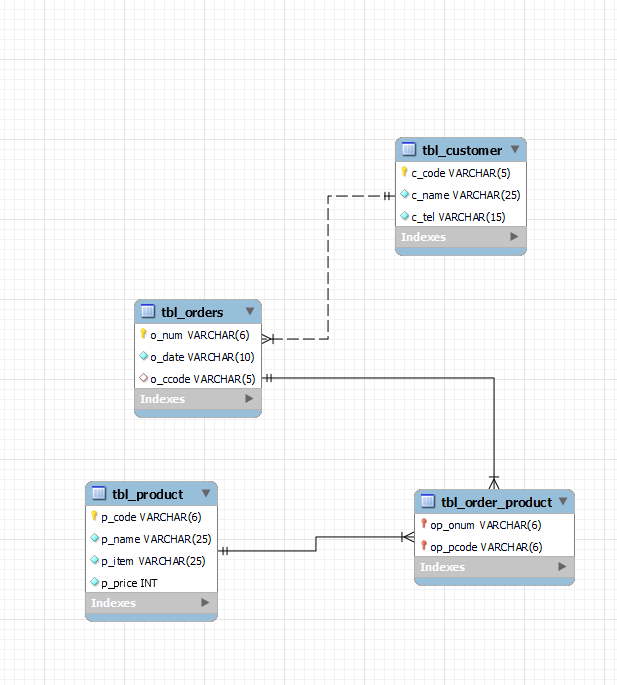 tbl_customer
c_code VARCHAR(5)
c_name VARCHAR(25)
c_tel VARCHAR(15)
Indexes
tbl_orders
o_num VARCHAR(6)
o_date VARCHAR(10)
o_ccode VARCHAR(5)
Indexes
tbl_product
p_code VARCHAR(6)
p_name VARCHAR(25)
p_item VARCHAR(25)
p_price INT
Indexes
tbl_order_product
op_onum VARCHAR(6)
op_pcode VARCHAR(6)
Indexes